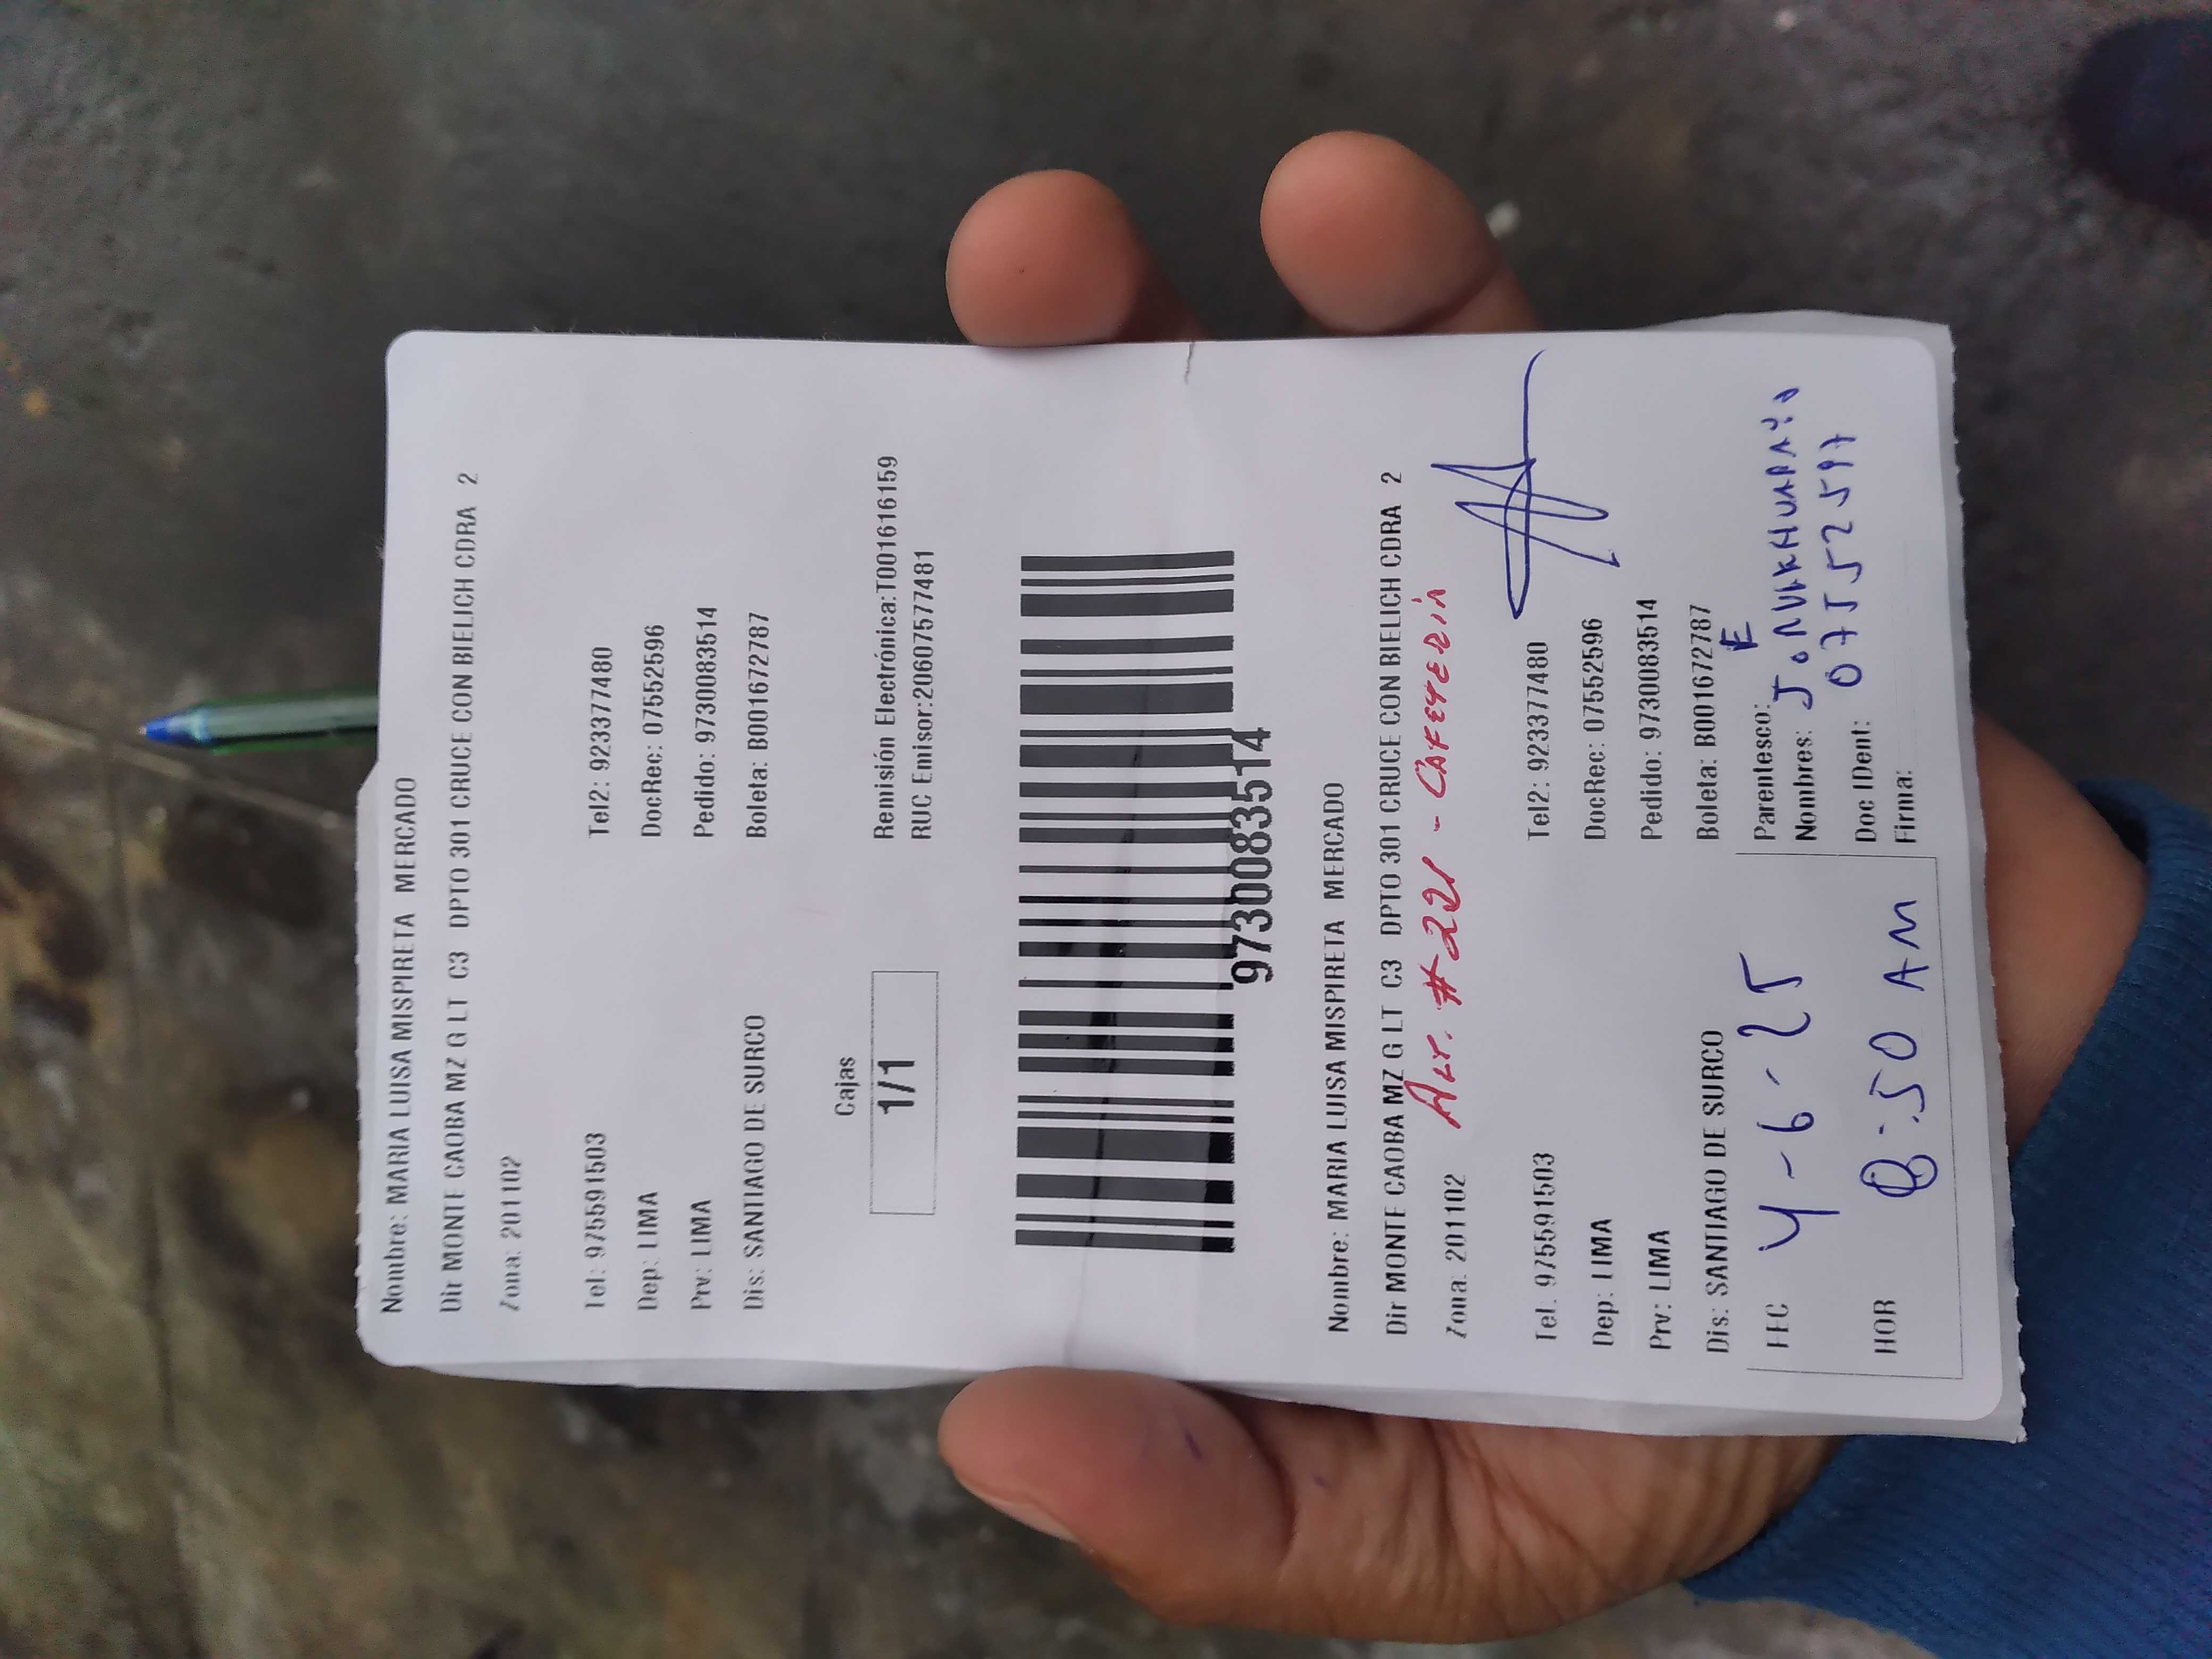 Nombre: MARIA LUISA MISPIRETA MERCADO
Dir MONTE CAOBA MZ G LT C3 DPTO 301 CRUCE CON BIELICH CDRA 2
Zona: 201102
Tel: 975591503 Tel2: 923377480
Dep: LIMA DocRec: 07552596
Prv: LIMA Pedido: 9730083514
Dis: SANTIAGO DE SURCO Boleta: B001672787
Cajas
1/1
Remisión Electrónica:T001616159
RUC Emisor:20607577481
9730083514
Nombre: MARIA LUISA MISPIRETA MERCADO
Dir MONTE CAOBA MZ G LT C3 DPTO 301 CRUCE CON BIELICH CDRA 2
Alt. #221 - CAFETERIA
Zona: 201102
Tel: 975591503 Tel2: 923377480
Dep: LIMA DocRec: 07552596
Prv: LIMA Pedido: 9730083514
Dis: SANTIAGO DE SURCO Boleta: B001672787
FEC 4-6-25 Parentesco: E
Nombres:
HOR 8:50 AM Doc IDent: 07552597
Firma: